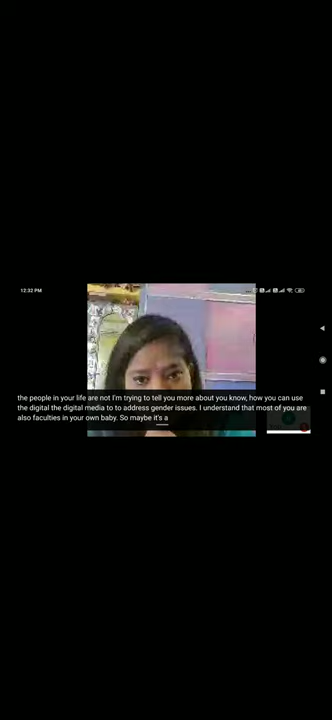 12:32 PM
the people in your life are not I'm trying to tell you more about you know, how you can use
the digital the digital media to to address gender issues. I understand that most of you are
also faculties in your own baby. So maybe it's a